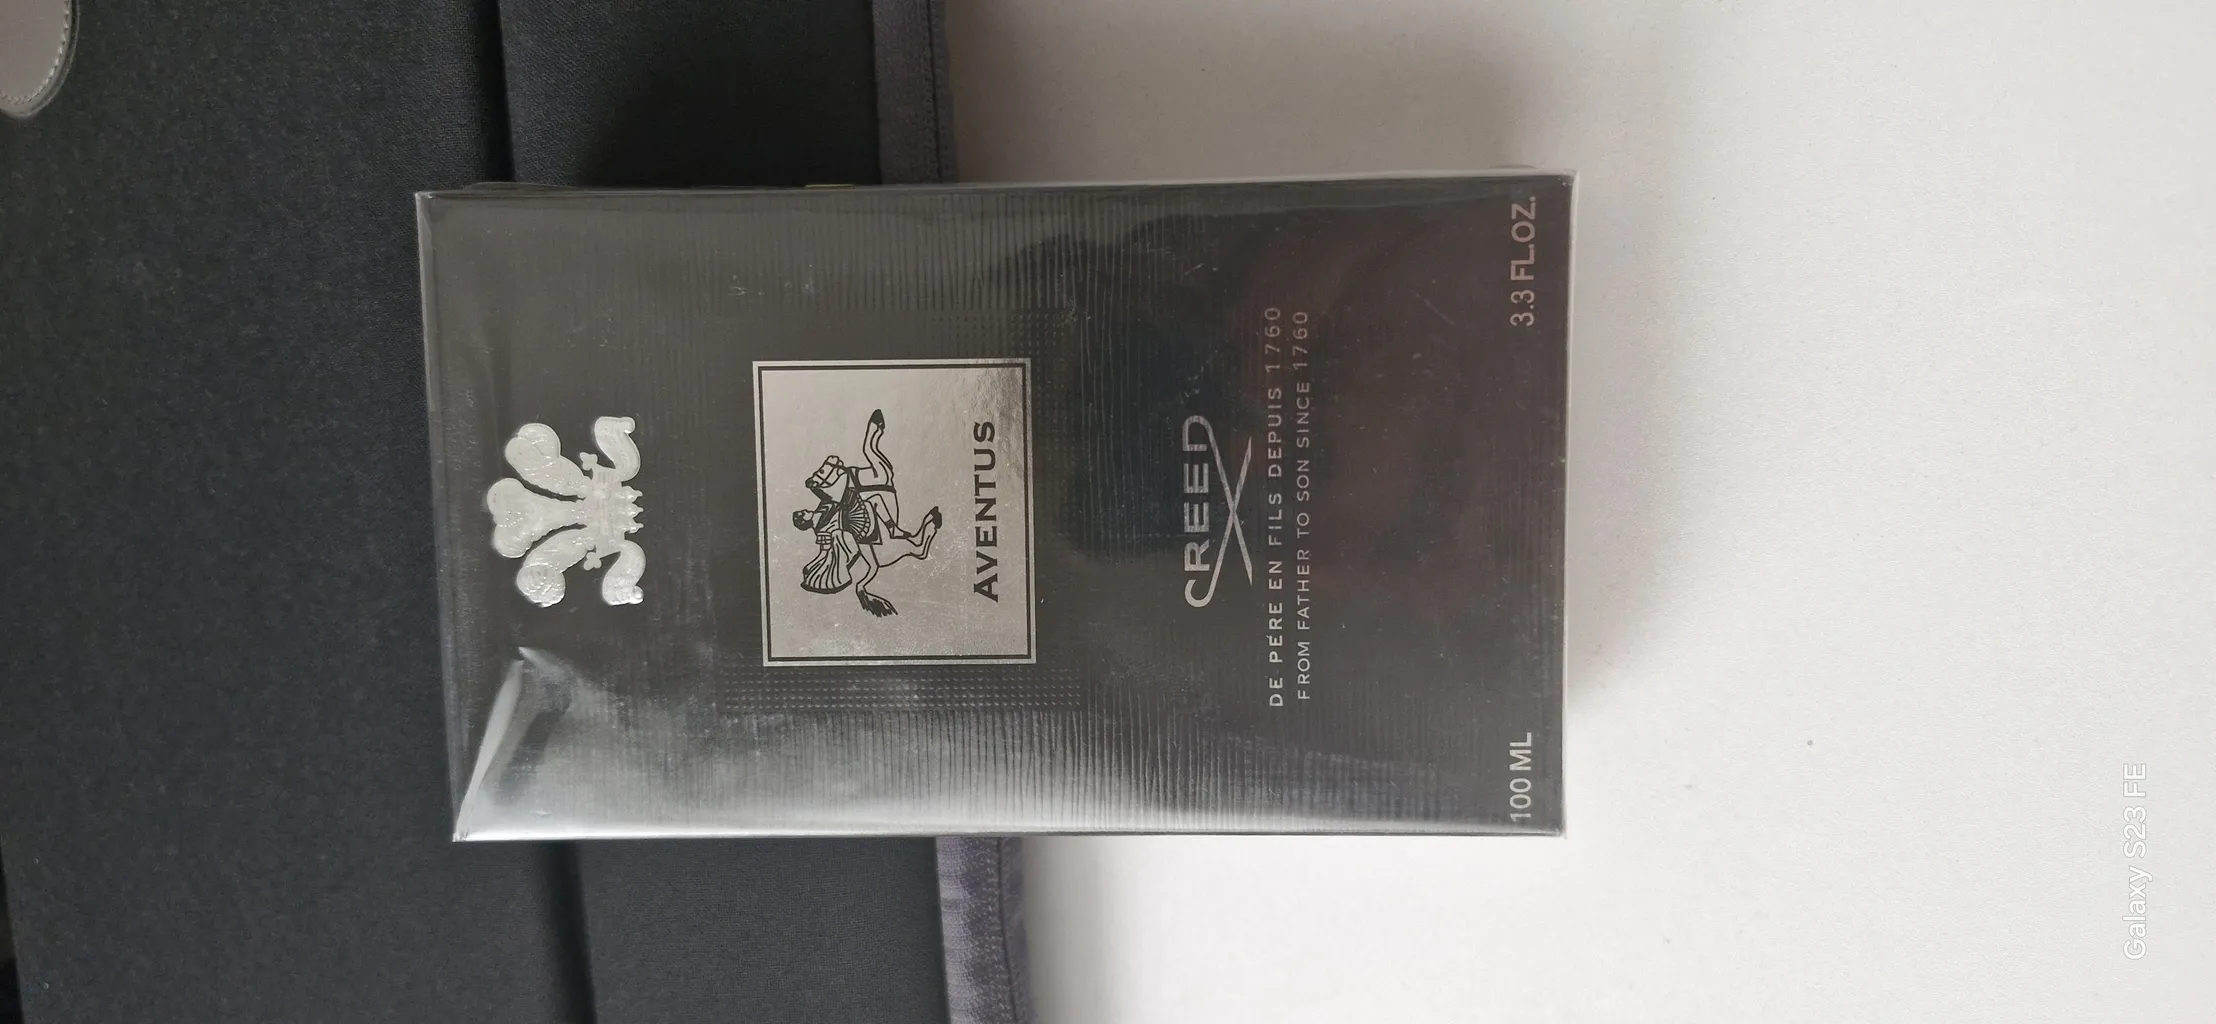 AVENTUS
CREED
DE PÈRE EN FILS DEPUIS 1760
FROM FATHER TO SON SINCE 1760
100 ML 3.3 FL.OZ.
Galaxy S23 FE